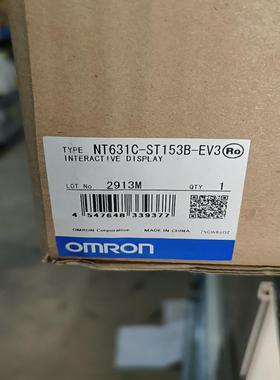 TYPE NT631C-ST153B-EV3 Ro
INTERACTIVE DISPLAY
LOT No. 2913M QTY 1
4 547648 339377
OMRON
OMRON Corporation MADE IN CHINA